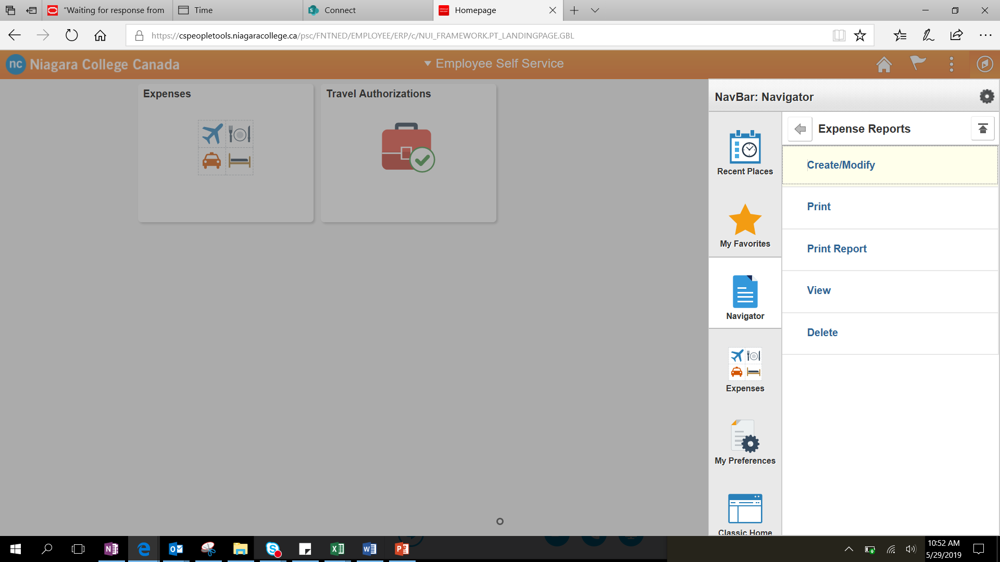 "Waiting for response from
Time
Connect
Homepage
https://cspeopletools.niagaracollege.ca/psc/FNTNED/EMPLOYEE/ERP/c/NUI_FRAMEWORK.PT_LANDINGPAGE.GBL
nc Niagara College Canada
Employee Self Service
Expenses
Travel Authorizations
NavBar: Navigator
Recent Places
My Favorites
Navigator
Expenses
My Preferences
Classic Home
Expense Reports
Create/Modify
Print
Print Report
View
Delete
10:52 AM
5/29/2019